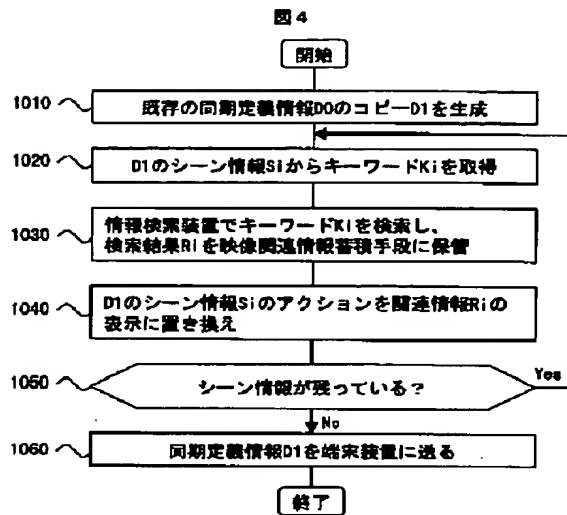 図4
開始
1010
既存の同期定義情報D0のコピーD1を生成
1020
D1のシーン情報SiからキーワードKiを取得
1030
情報検索装置でキーワードKiを検索し、
検索結果Riを映像関連情報蓄積手段に保管
1040
D1のシーン情報Siのアクションを関連情報Riの
表示に置き換え
1050
シーン情報が残っている?
Yes
No
1060
同期定義情報D1を端末装置に送る
終了